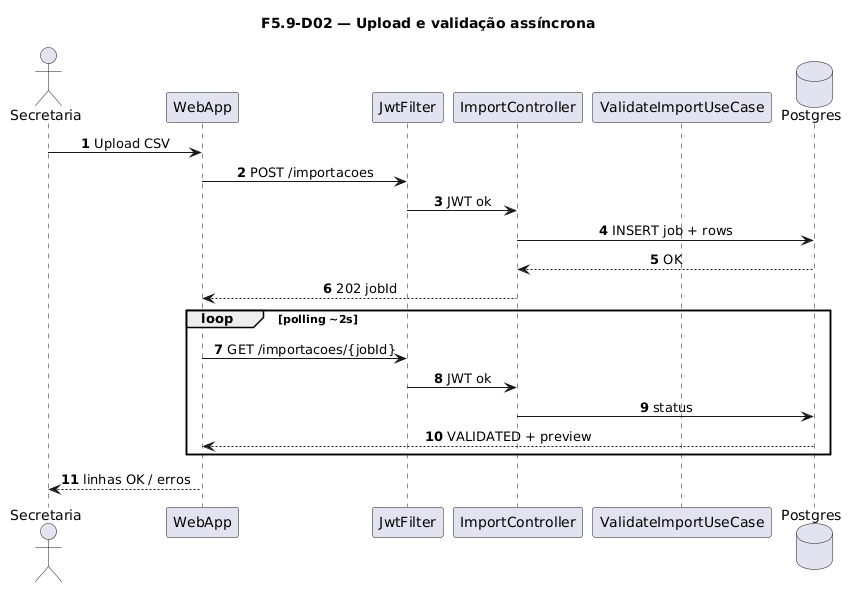 F5.9-D02 — Upload e validação assíncrona
Secretaria
WebApp
JwtFilter
ImportController
ValidateImportUseCase
Postgres
1 Upload CSV
2 POST /importacoes
3 JWT ok
4 INSERT job + rows
5 OK
6 202 jobId
loop [polling ~2s]
7 GET /importacoes/{jobId}
8 JWT ok
9 status
10 VALIDATED + preview
11 linhas OK / erros
Secretaria
WebApp
JwtFilter
ImportController
ValidateImportUseCase
Postgres